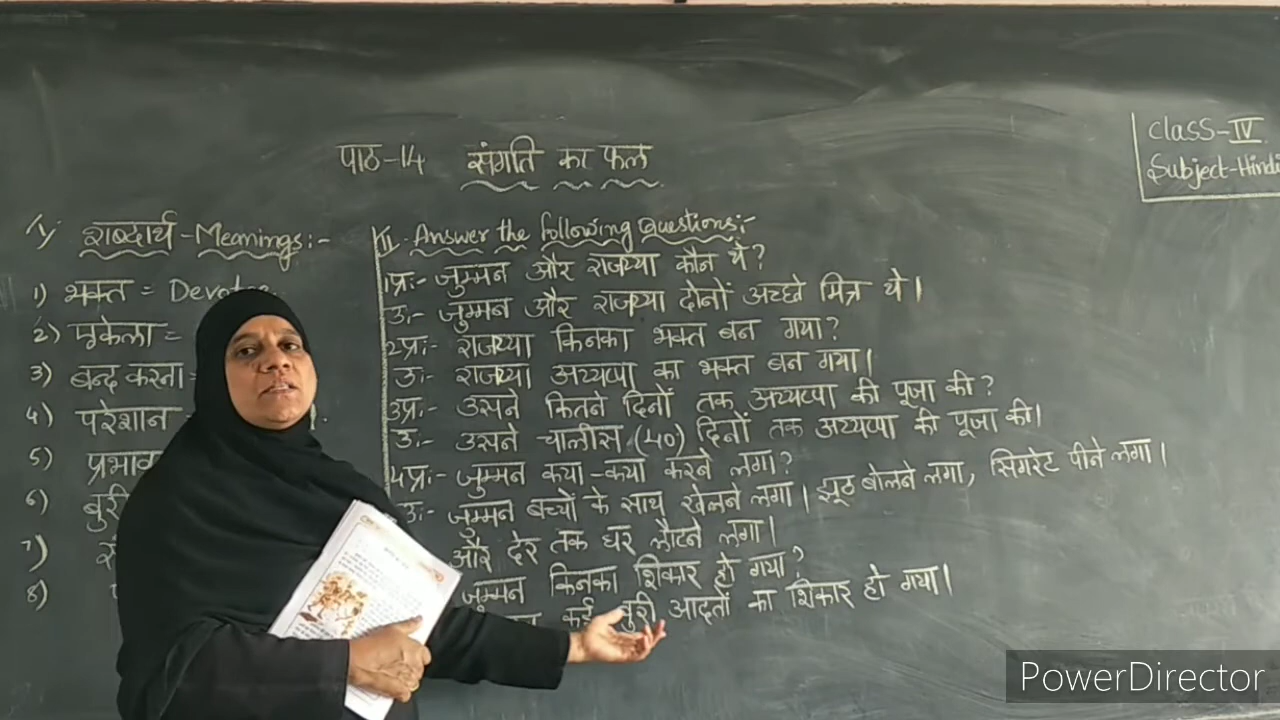 Class-IV
Subject-Hindi
पाठ-14 संगति का फल
I) शब्दार्थ - Meanings:-
1) भक्त =
2) एकेला =
3) बन्द करना =
4) परेशान
5) प्रभाव
6) बुरी
7)
8)
II. Answer the following Questions:-
1प्र:- जुम्मन और राजय्या कौन थे?
उ:- जुम्मन और राजय्या दोनों अच्छे मित्र थे।
2प्र:- राजय्या किनका भक्त बन गया?
उ:- राजय्या अय्यप्पा का भक्त बन गया।
3प्र:- उसने कितने दिनों तक अय्यप्पा की पूजा की?
उ:- उसने चालीस (40) दिनों तक अय्यप्पा की पूजा की।
4प्र:- जुम्मन क्या-क्या करने लगा?
उ:- जुम्मन बच्चों के साथ खेलने लगा। झूठ बोलने लगा, सिगरेट पीने लगा।
और देर तक घर लौटने लगा।
जुम्मन किनका शिकार हो गया?
कई बुरी आदतों का शिकार हो गया।
PowerDirector